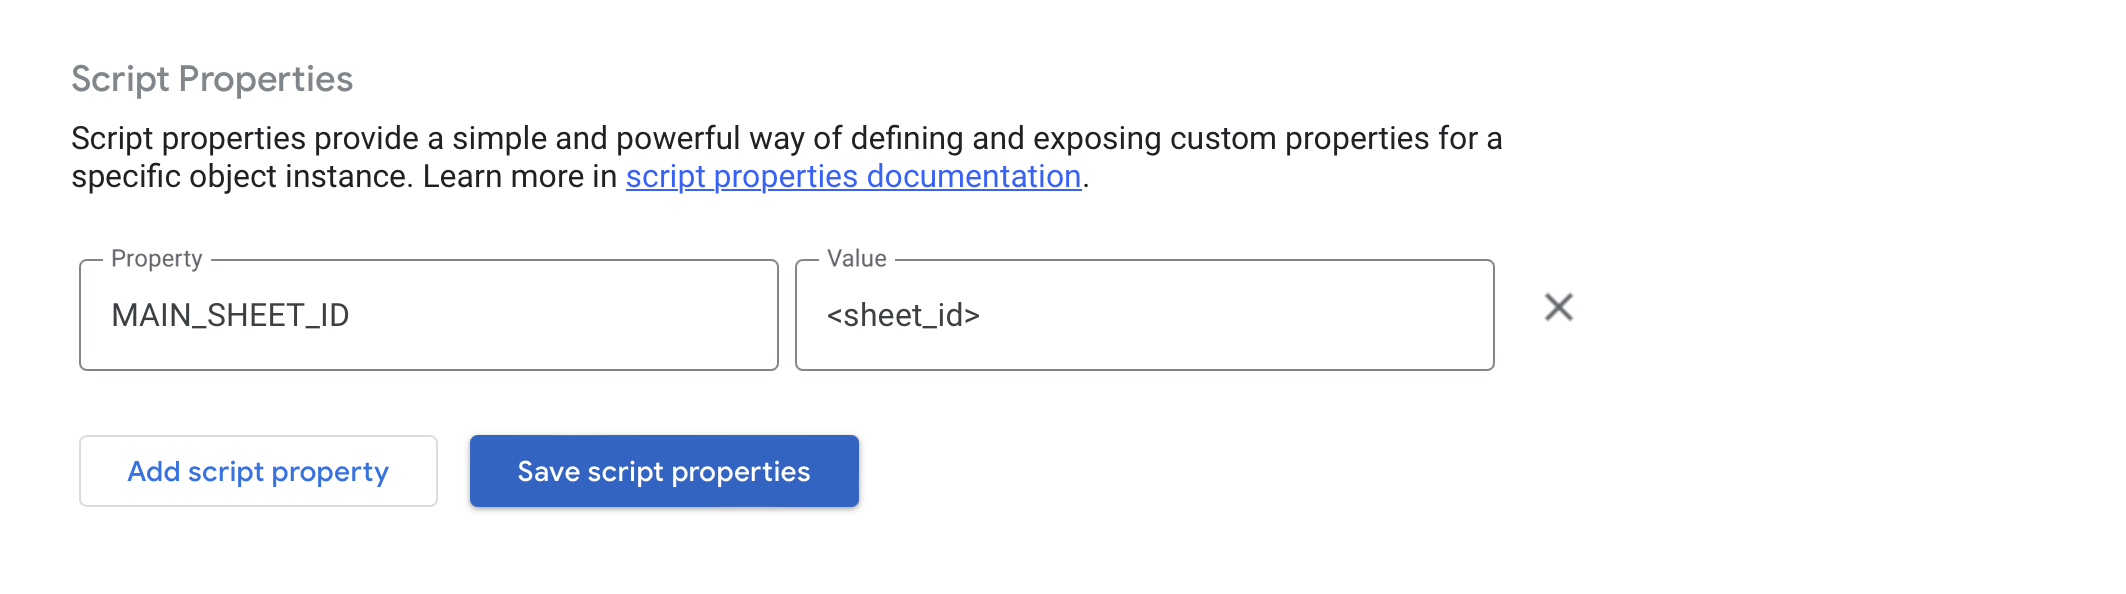 Script Properties
Script properties provide a simple and powerful way of defining and exposing custom properties for a
specific object instance. Learn more in script properties documentation.
Property
Value
MAIN_SHEET_ID
<sheet_id>
Add script property
Save script properties